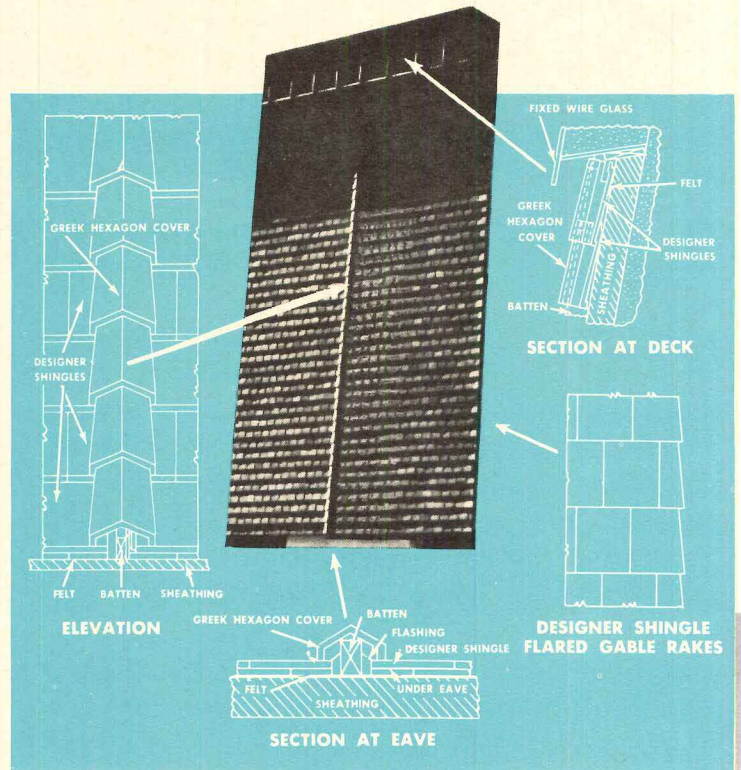 GREEK HEXAGON COVER
DESIGNER
SHINGLES
FELT BATTEN SHEATHING
ELEVATION
FIXED WIRE GLASS
FELT
GREEK
HEXAGON
COVER
DESIGNER
SHINGLES
SHEATHING
BATTEN
SECTION AT DECK
DESIGNER SHINGLE
FLARED GABLE RAKES
BATTEN
GREEK HEXAGON COVER
FLASHING
DESIGNER SHINGLE
FELT
UNDER EAVE
SHEATHING
SECTION AT EAVE